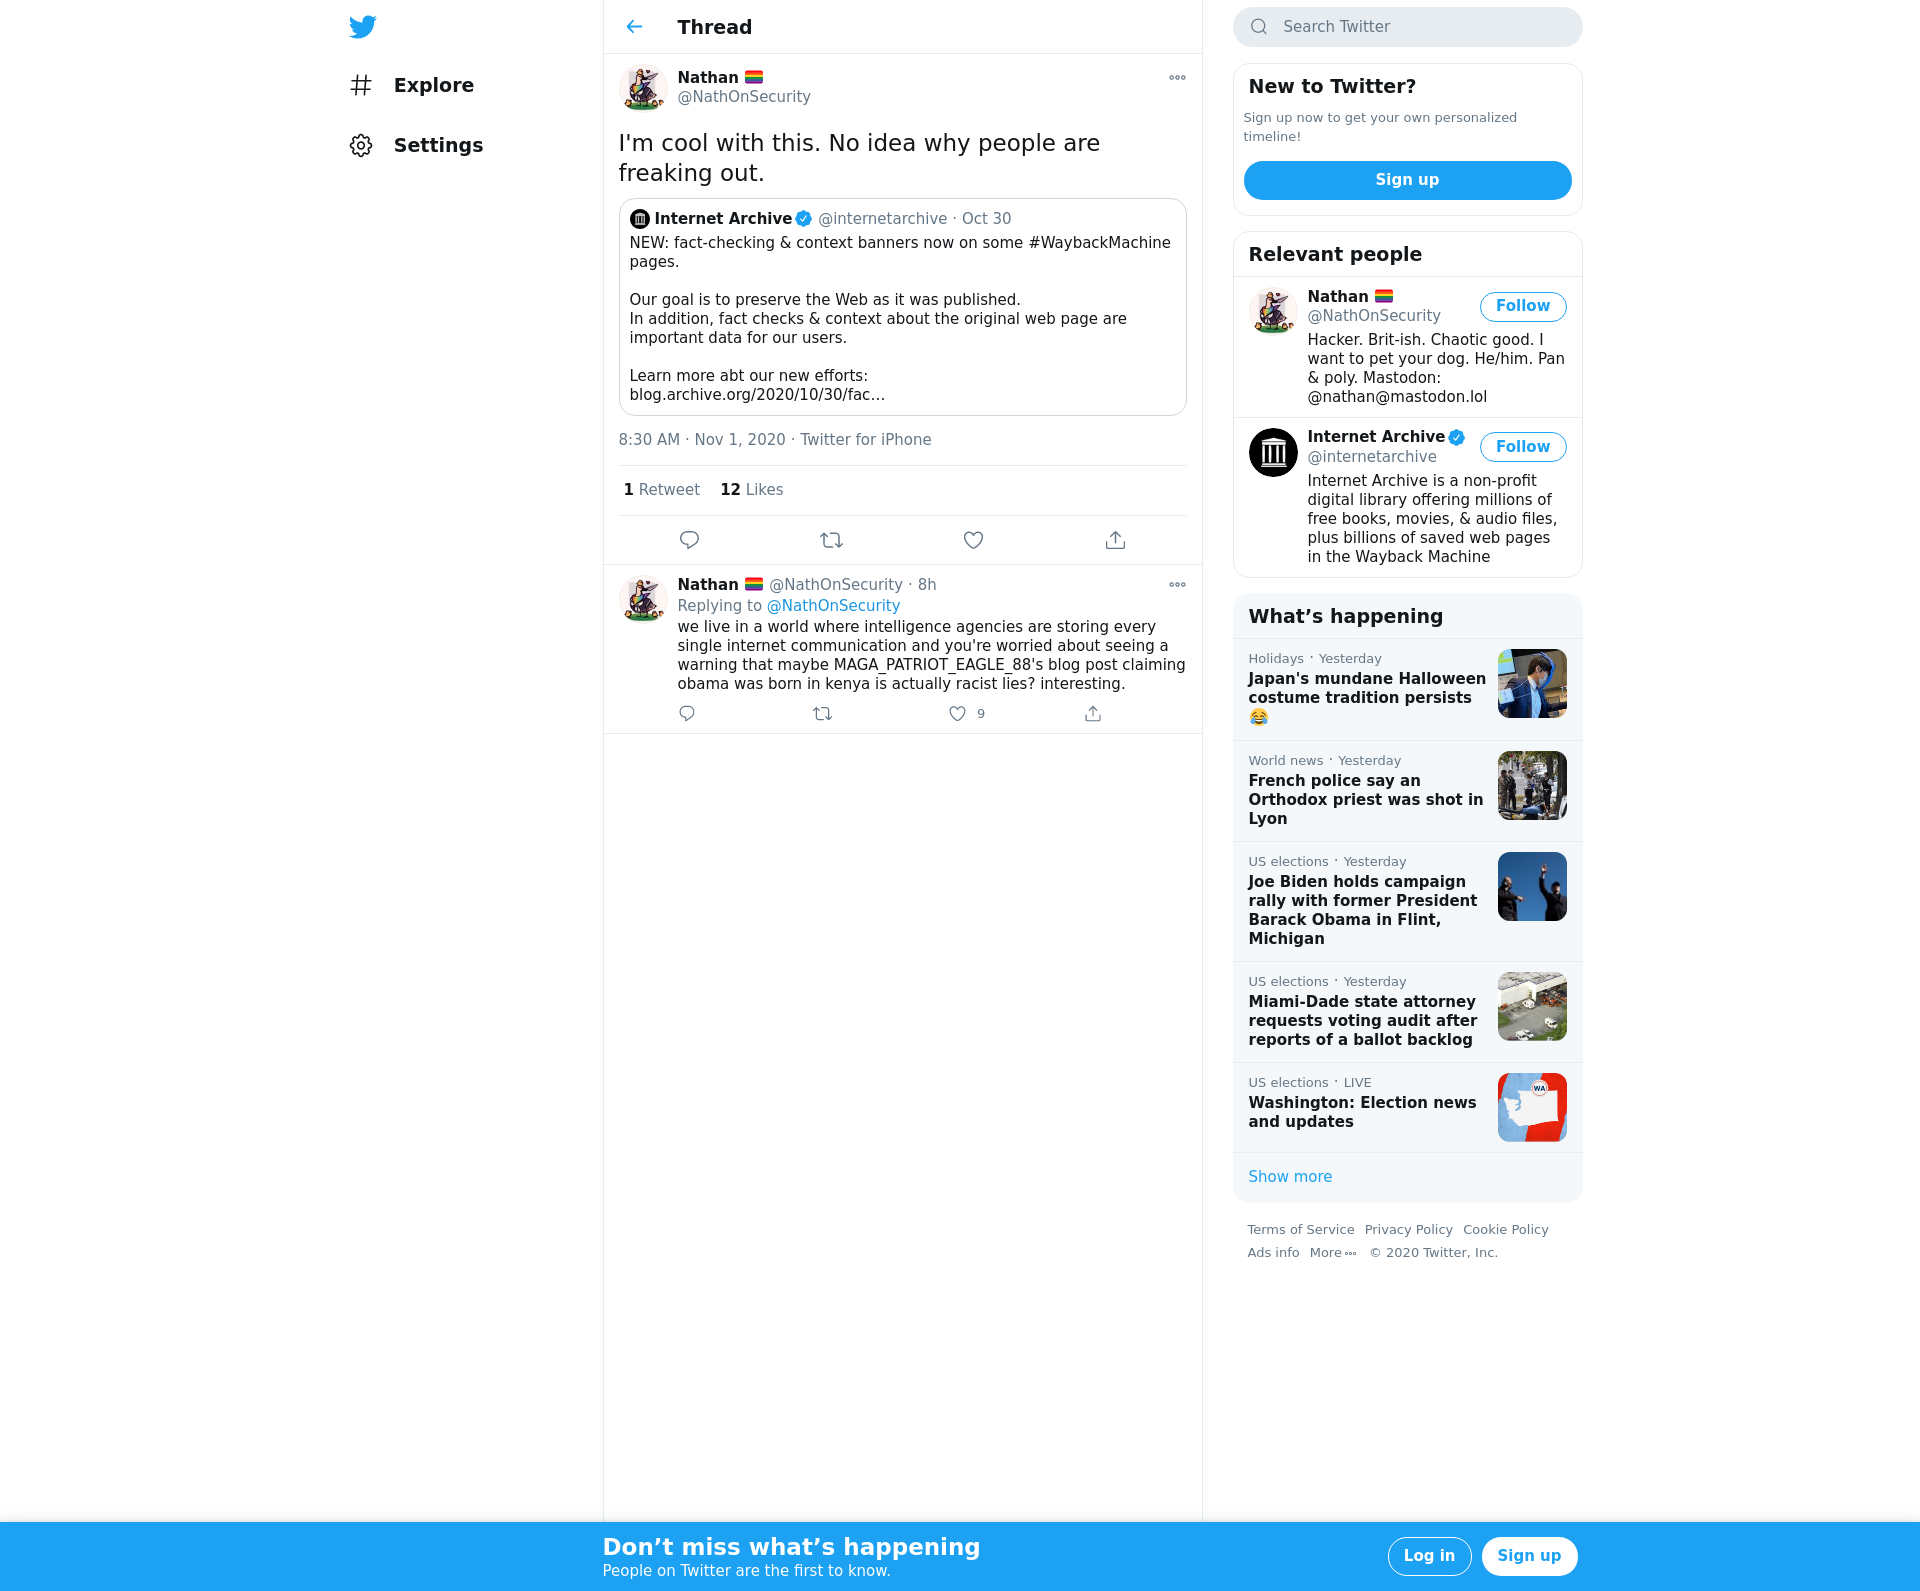 Explore
Settings
Thread
Nathan
@NathOnSecurity
I'm cool with this. No idea why people are
freaking out.
Internet Archive @internetarchive · Oct 30
NEW: fact-checking & context banners now on some #WaybackMachine
pages.
Our goal is to preserve the Web as it was published.
In addition, fact checks & context about the original web page are
important data for our users.
Learn more abt our new efforts:
blog.archive.org/2020/10/30/fac…
8:30 AM · Nov 1, 2020 · Twitter for iPhone
1 Retweet 12 Likes
Nathan @NathOnSecurity · 8h
Replying to @NathOnSecurity
we live in a world where intelligence agencies are storing every
single internet communication and you're worried about seeing a
warning that maybe MAGA_PATRIOT_EAGLE_88's blog post claiming
obama was born in kenya is actually racist lies? interesting.
9
Search Twitter
New to Twitter?
Sign up now to get your own personalized
timeline!
Sign up
Relevant people
Nathan
@NathOnSecurity
Follow
Hacker. Brit-ish. Chaotic good. I
want to pet your dog. He/him. Pan
& poly. Mastodon:
@nathan@mastodon.lol
Internet Archive
@internetarchive
Follow
Internet Archive is a non-profit
digital library offering millions of
free books, movies, & audio files,
plus billions of saved web pages
in the Wayback Machine
What’s happening
Holidays · Yesterday
Japan's mundane Halloween
costume tradition persists
World news · Yesterday
French police say an
Orthodox priest was shot in
Lyon
US elections · Yesterday
Joe Biden holds campaign
rally with former President
Barack Obama in Flint,
Michigan
US elections · Yesterday
Miami-Dade state attorney
requests voting audit after
reports of a ballot backlog
US elections · LIVE
Washington: Election news
and updates
WA
Show more
Terms of Service Privacy Policy Cookie Policy
Ads info More © 2020 Twitter, Inc.
Don’t miss what’s happening
People on Twitter are the first to know.
Log in
Sign up